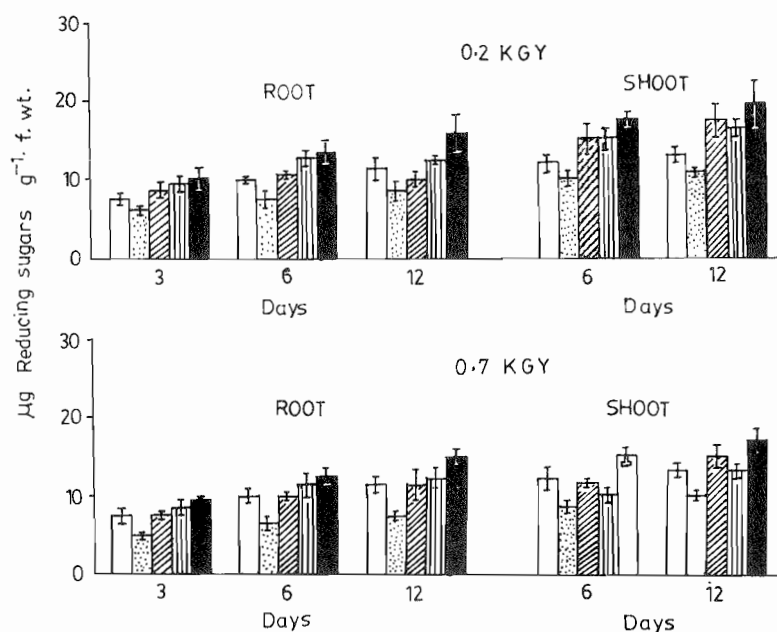 30
0.2 KGY
ROOT
SHOOT
20
10
0
3
6
12
6
12
Days
Days
µg Reducing sugars g⁻¹. f. wt.
30
0.7 KGY
ROOT
SHOOT
20
10
0
3
6
12
6
12
Days
Days